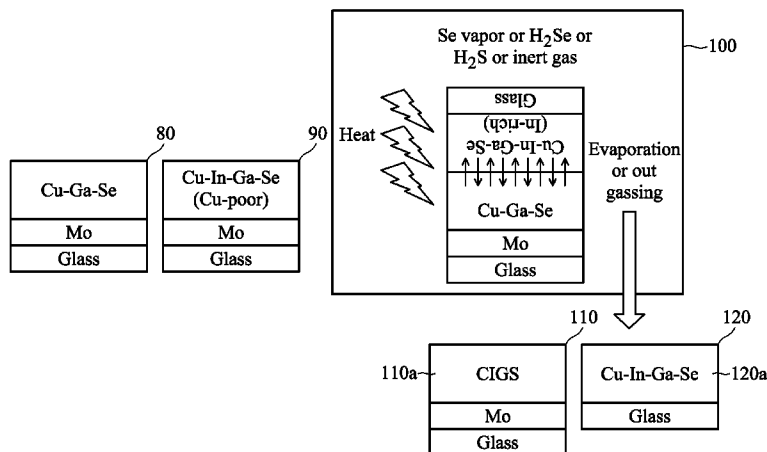 Se vapor or H2Se or
H2S or inert gas
100
Glass
(In-rich)
Cu-In-Ga-Se
Heat
Evaporation
or out
gassing
Cu-Ga-Se
Mo
Glass
80
Cu-Ga-Se
Mo
Glass
90
Cu-In-Ga-Se
(Cu-poor)
Mo
Glass
110
110a
CIGS
Mo
Glass
120
Cu-In-Ga-Se
120a
Glass